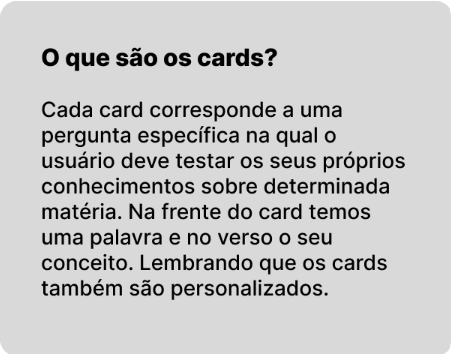 O que são os cards?
Cada card corresponde a uma
pergunta específica na qual o
usuário deve testar os seus próprios
conhecimentos sobre determinada
matéria. Na frente do card temos
uma palavra e no verso o seu
conceito. Lembrando que os cards
também são personalizados.